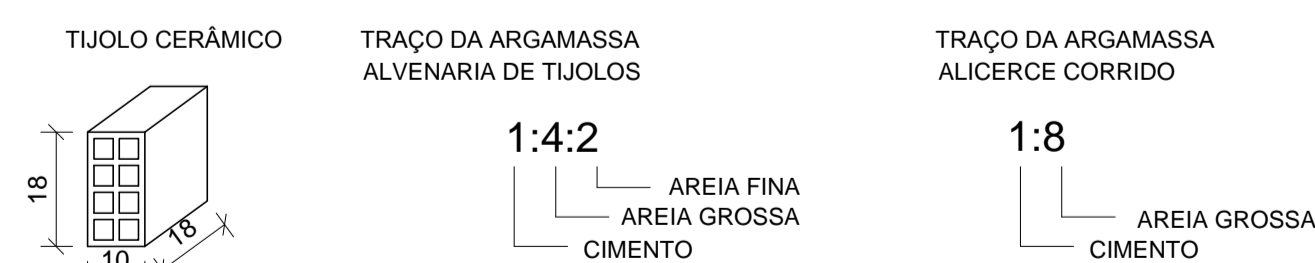 TIJOLO CERÂMICO
18
10
18
TRAÇO DA ARGAMASSA
ALVENARIA DE TIJOLOS
1:4:2
AREIA FINA
AREIA GROSSA
CIMENTO
TRAÇO DA ARGAMASSA
ALICERCE CORRIDO
1:8
AREIA GROSSA
CIMENTO